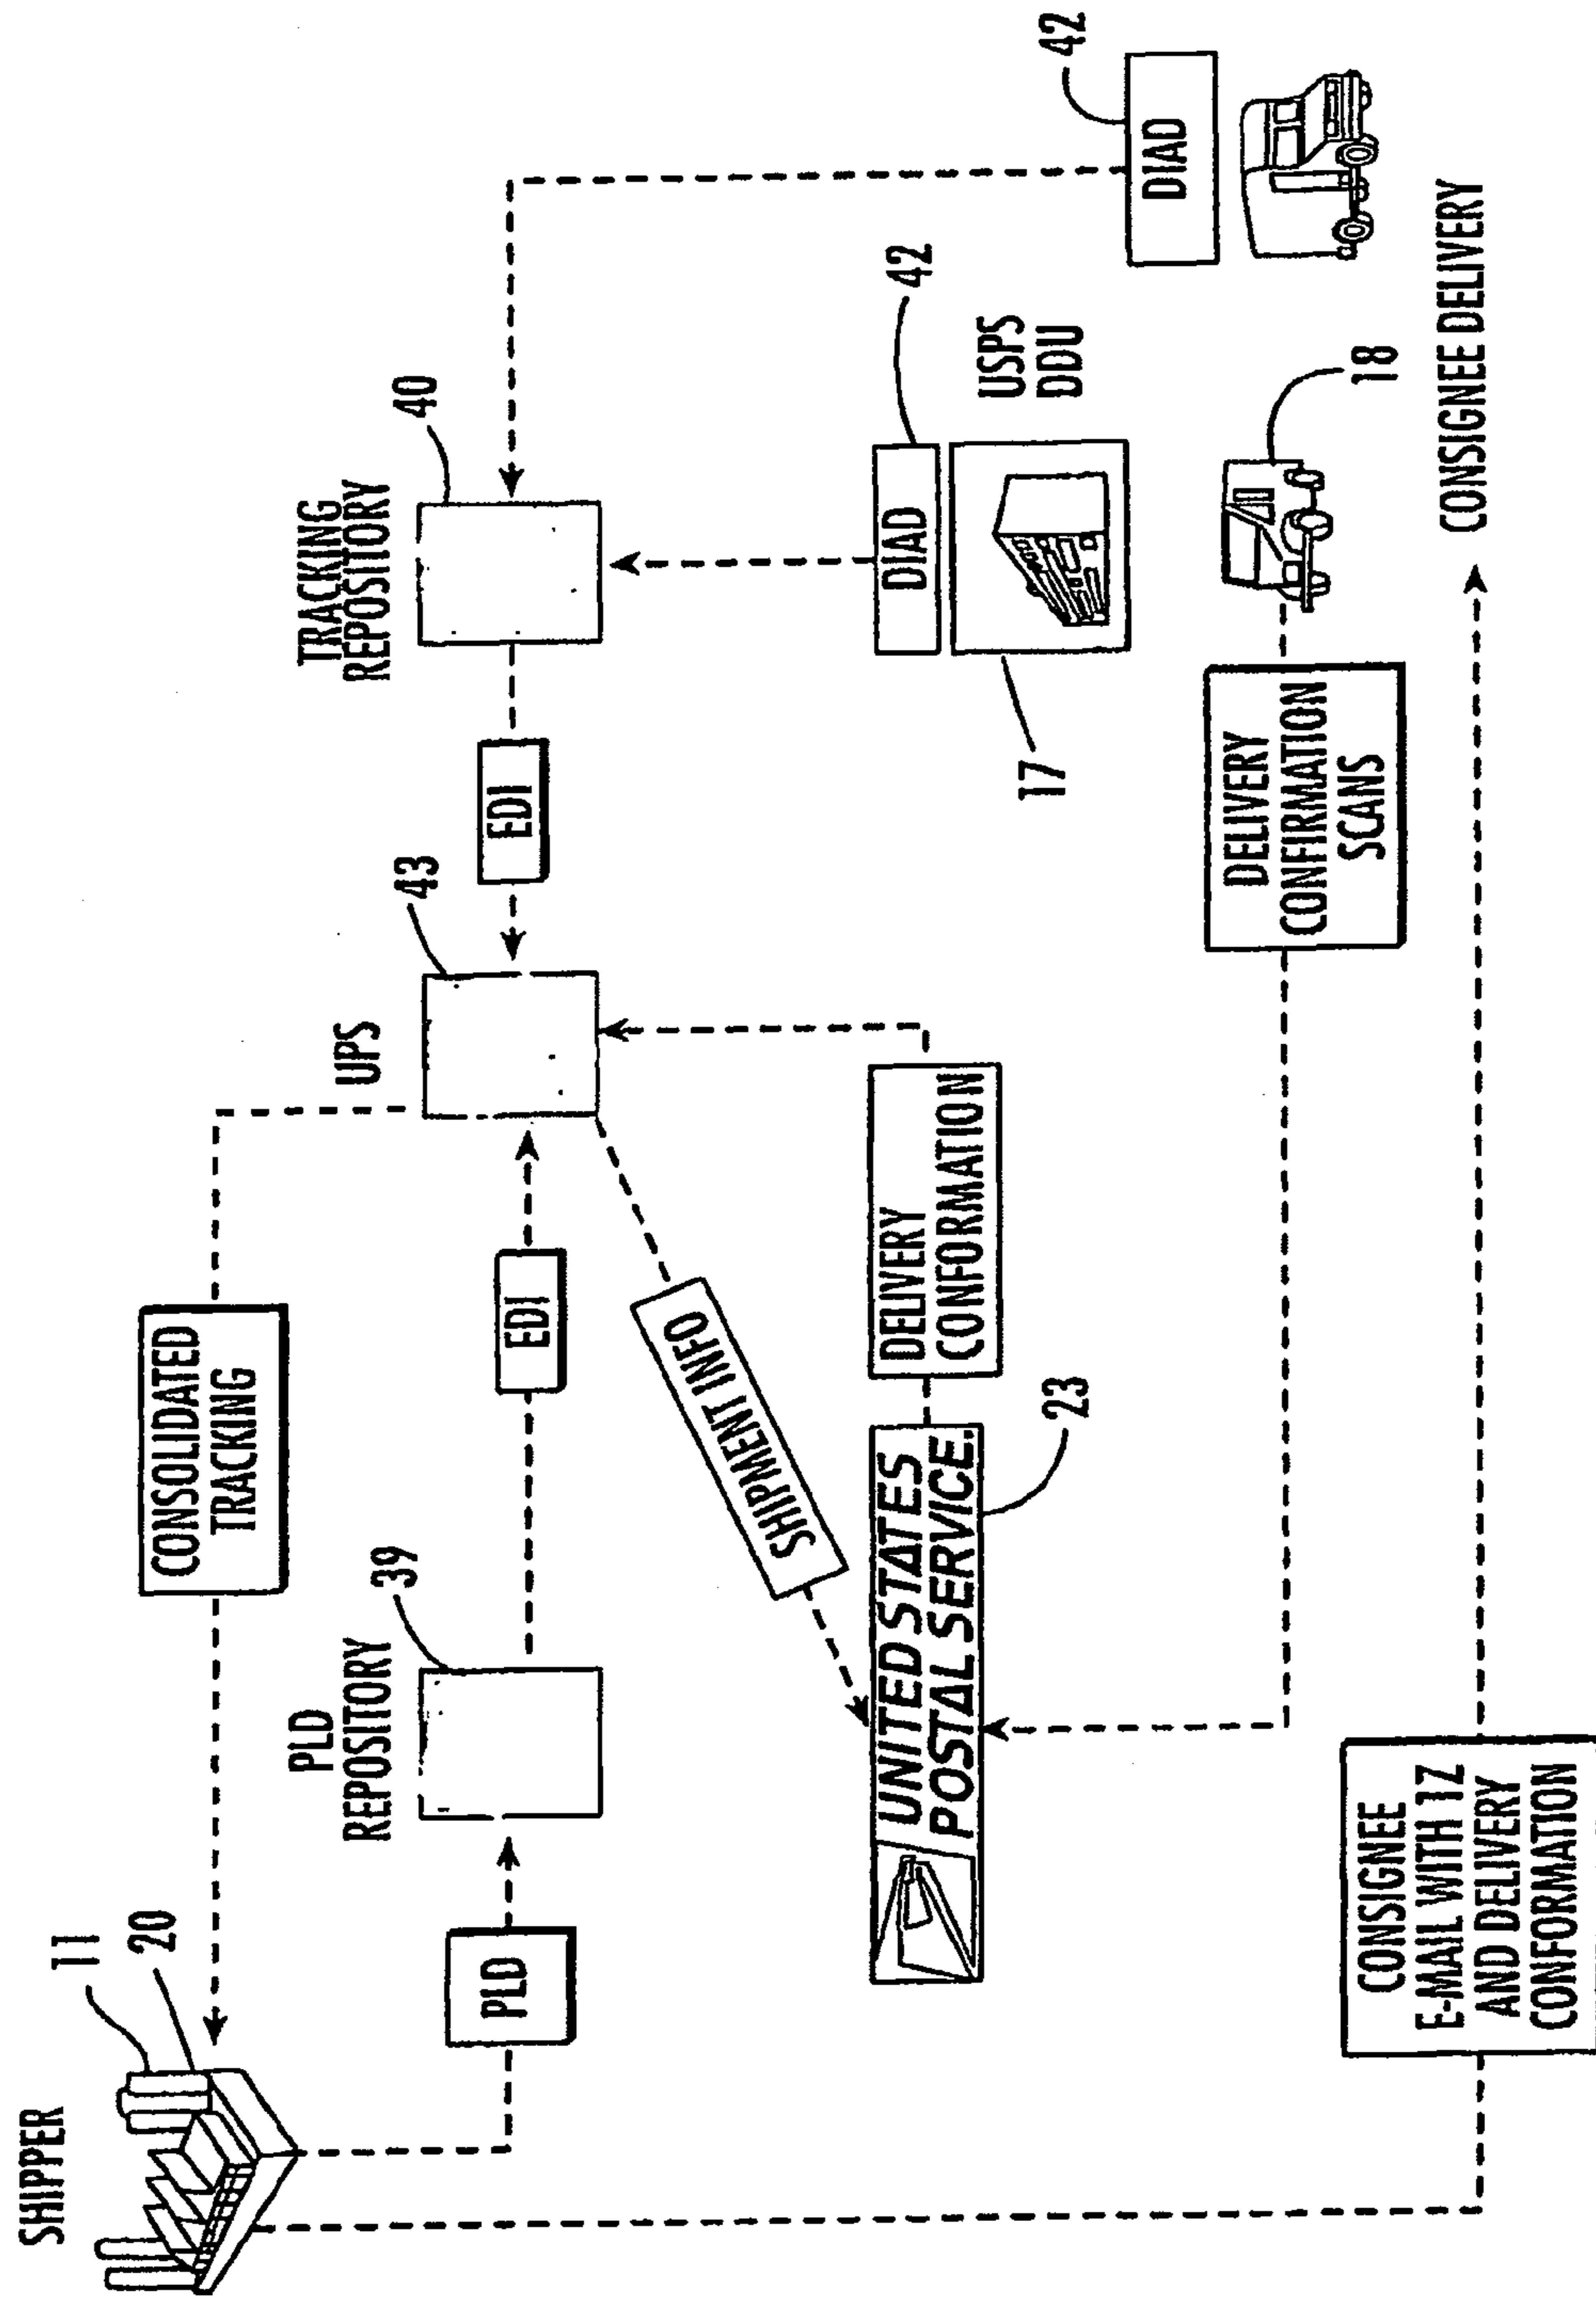 SHIPPER
11
20
CONSOLIDATED
TRACKING
UPS
43
TRACKING
REPOSITORY
40
PLD
REPOSITORY
39
PLD
EDI
EDI
SHIPMENT INFO
UNITED STATES
POSTAL SERVICE.
23
DELIVERY
CONFORMATION
DIAD
42
USPS
DDU
17
DIAD
42
DELIVERY
CONFIRMATION
SCANS
18
CONSIGNEE
E-MAIL WITH 1Z
AND DELIVERY
CONFORMATION
CONSIGNEE DELIVERY